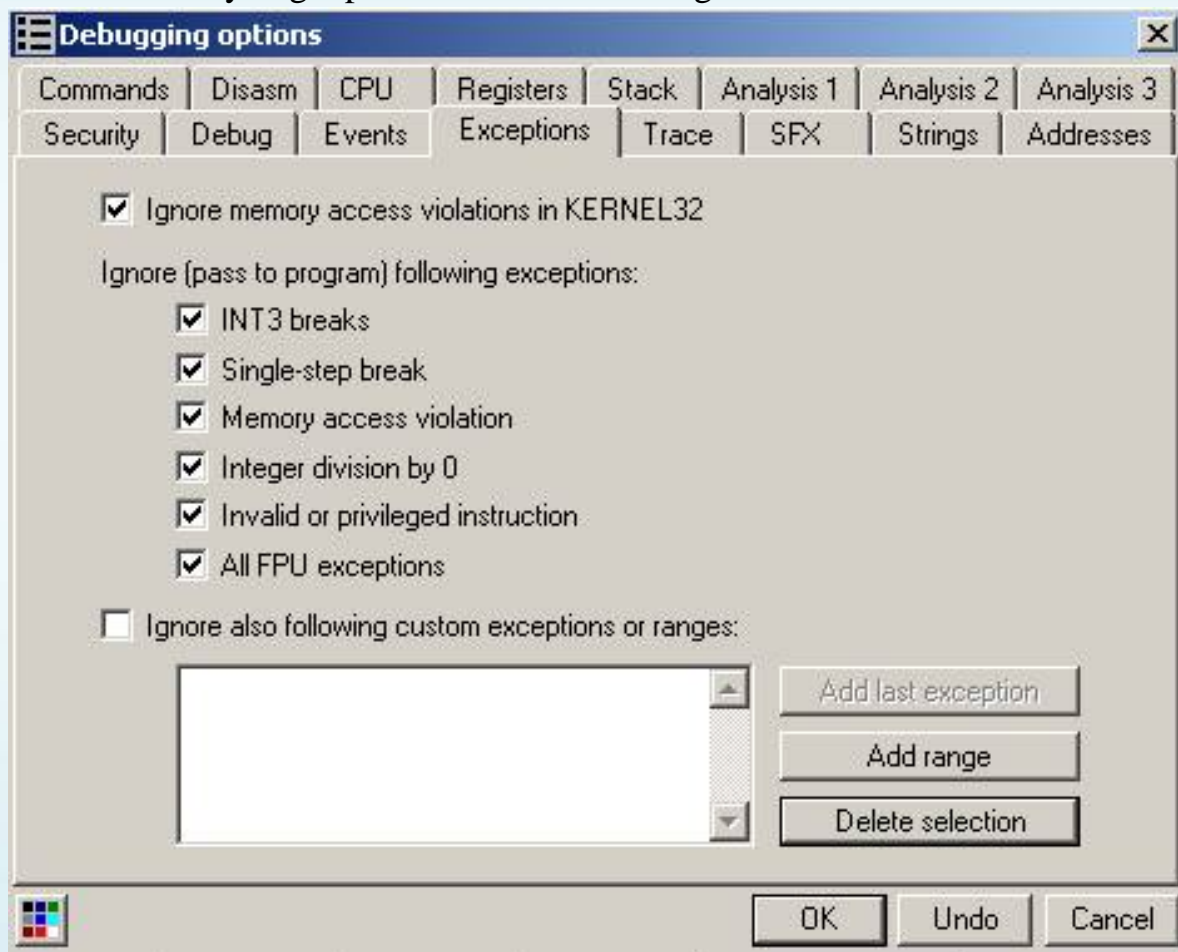 Debugging options
Commands Disasm CPU Registers Stack Analysis 1 Analysis 2 Analysis 3
Security Debug Events Exceptions Trace SFX Strings Addresses
Ignore memory access violations in KERNEL32
Ignore (pass to program) following exceptions:
INT3 breaks
Single-step break
Memory access violation
Integer division by 0
Invalid or privileged instruction
All FPU exceptions
Ignore also following custom exceptions or ranges:
Add last exception
Add range
Delete selection
OK Undo Cancel